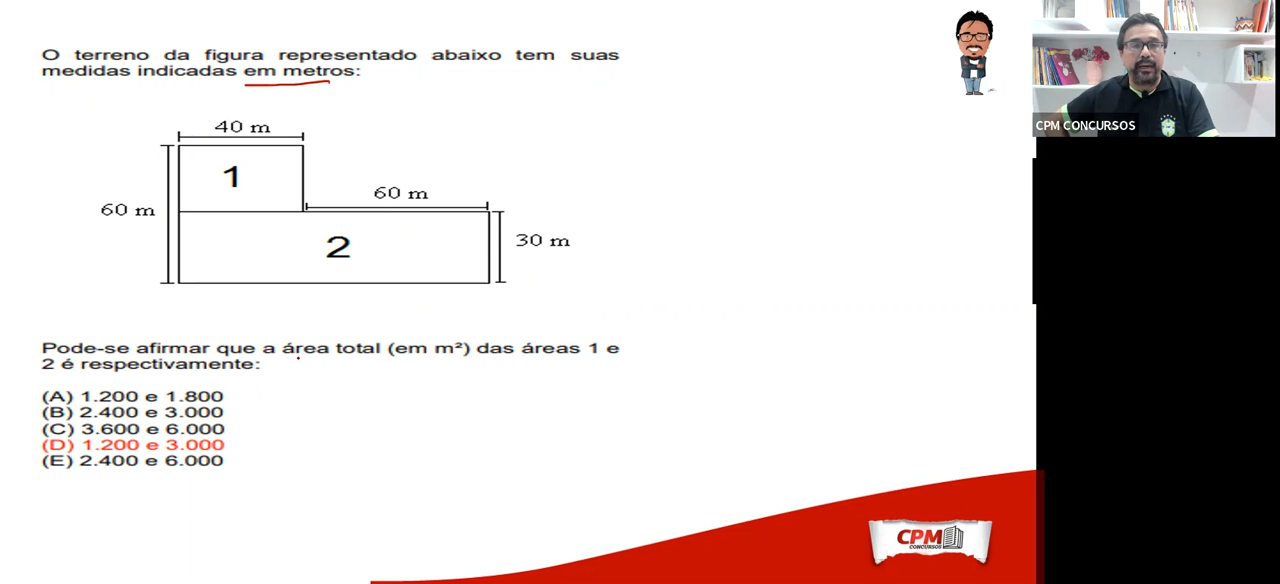 O terreno da figura representado abaixo tem suas
medidas indicadas em metros:
40 m
1
60 m
60 m
2
30 m
Pode-se afirmar que a área total (em m²) das áreas 1 e
2 é respectivamente:
(A) 1.200 e 1.800
(B) 2.400 e 3.000
(C) 3.600 e 6.000
(D) 1.200 e 3.000
(E) 2.400 e 6.000
CPM CONCURSOS
CPM
CONCURSOS